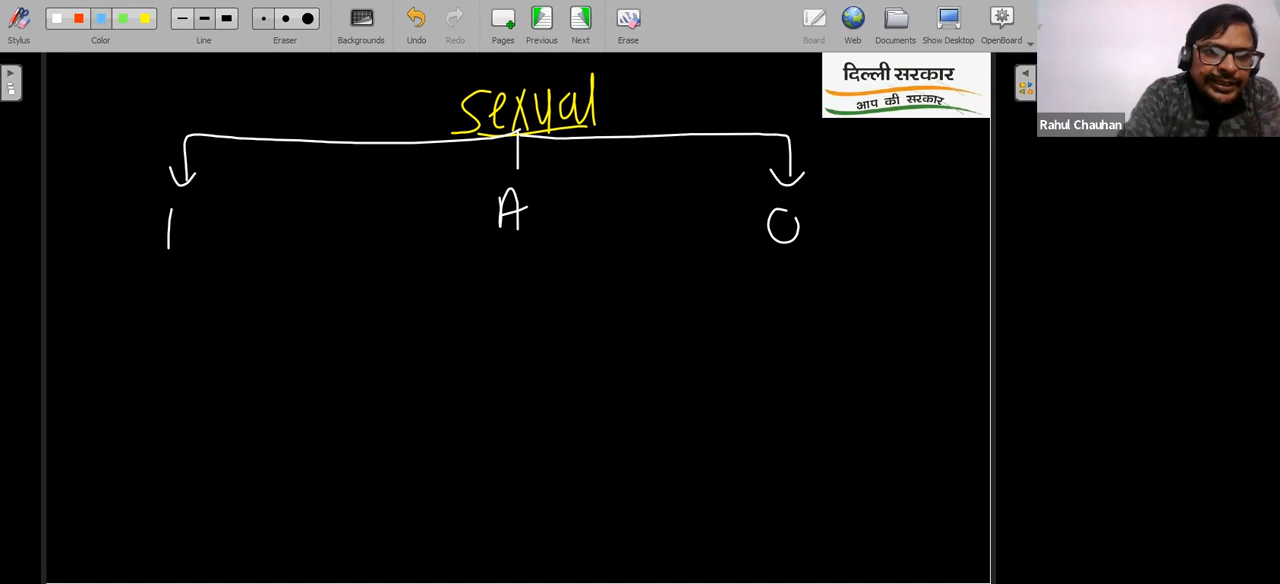 Stylus
Color
Line
Eraser
Backgrounds
Undo
Redo
Pages
Previous
Next
Erase
Board
Web
Documents
Show Desktop
OpenBoard
दिल्ली सरकार
आप की सरकार
Rahul Chauhan
sexual
I
A
O